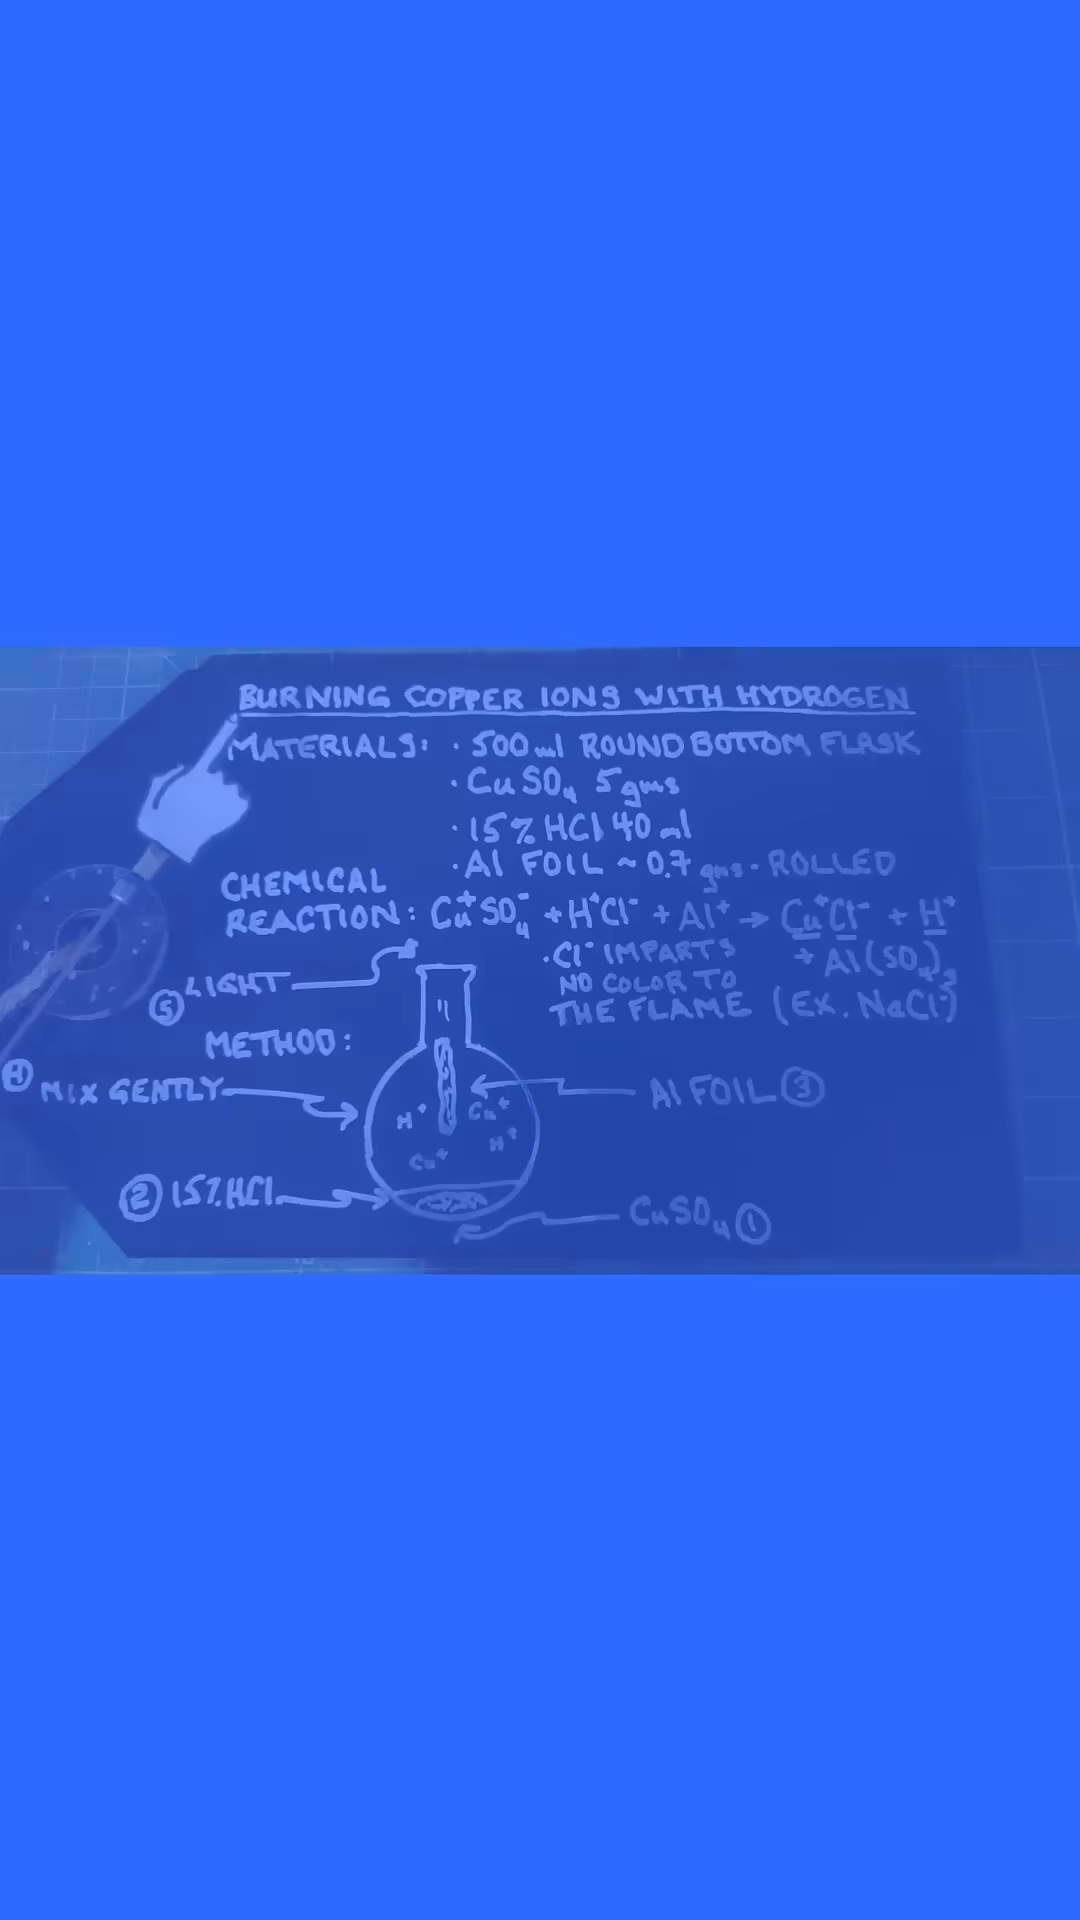 BURNING COPPER IONS WITH HYDROGEN
MATERIALS: · 500 ml ROUND BOTTOM FLASK
· CuSO4 5 gms
· 15% HCl 40 ml
· Al FOIL ~ 0.7 gms - ROLLED
CHEMICAL
REACTION: Cu⁺SO4⁻ + H⁺Cl⁻ + Al⁺ → Cu⁺Cl⁻ + H⁺
+ Al(SO4)3
· Cl⁻ IMPARTS
NO COLOR TO
THE FLAME (Ex. NaCl⁻)
⑤ LIGHT
METHOD:
④ MIX GENTLY
Al FOIL ③
H⁺ Cu⁺
H⁺
Cu⁺
② 15% HCl
CuSO4 ①